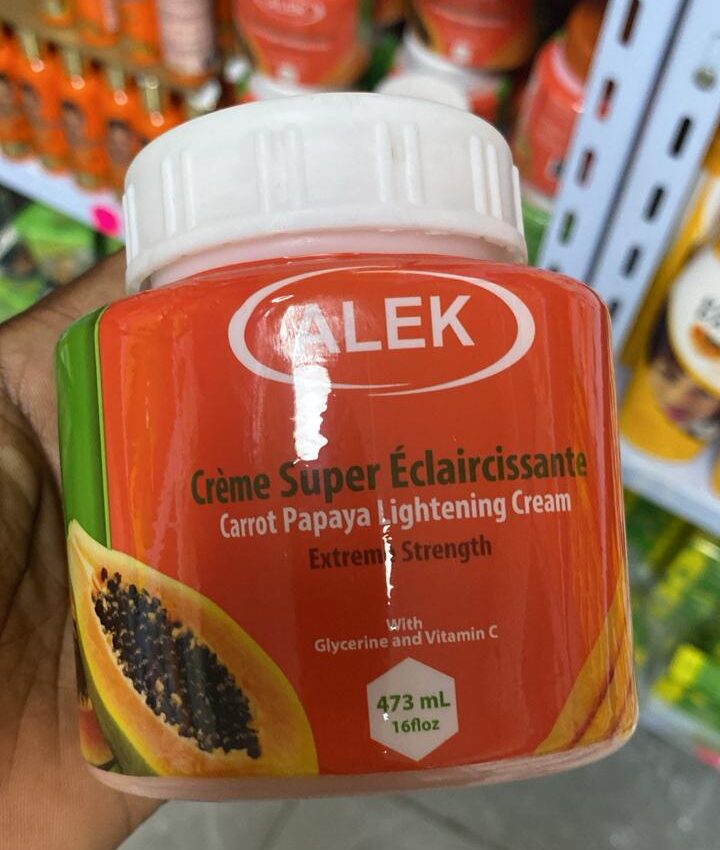 ALEK
Crème Super Éclaircissante
Carrot Papaya Lightening Cream
Extreme Strength
With
Glycerine and Vitamin C
473 mL
16floz